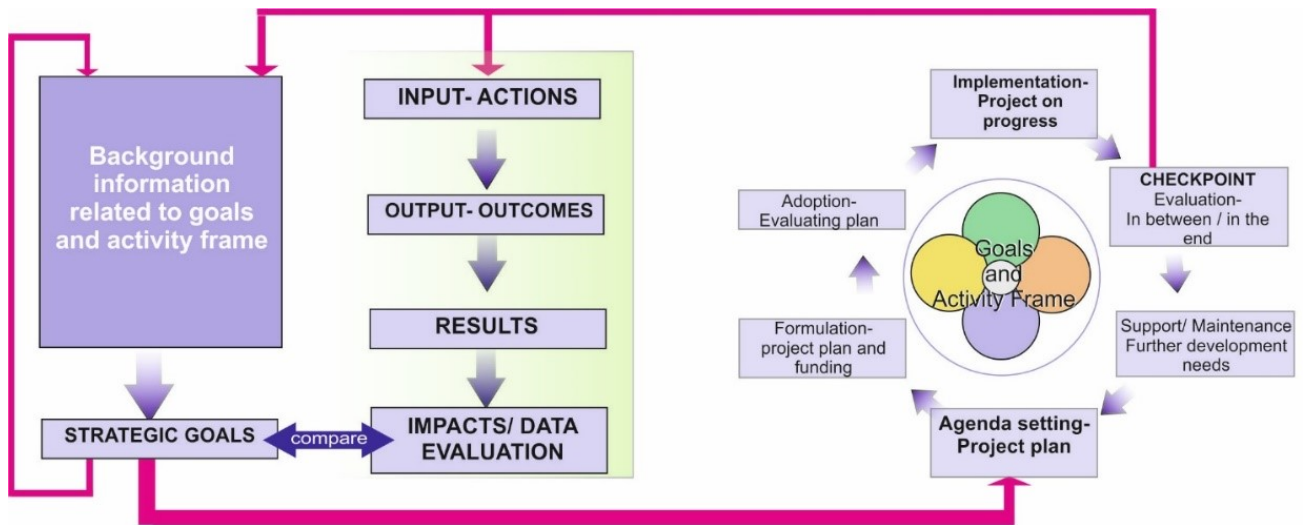 Background
information
related to goals
and activity frame
STRATEGIC GOALS
compare
INPUT- ACTIONS
OUTPUT- OUTCOMES
RESULTS
IMPACTS/ DATA
EVALUATION
Implementation-
Project on
progress
CHECKPOINT
Evaluation-
In between / in the
end
Support/ Maintenance
Further development
needs
Agenda setting-
Project plan
Formulation-
project plan and
funding
Adoption-
Evaluating plan
Goals
and
Activity Frame